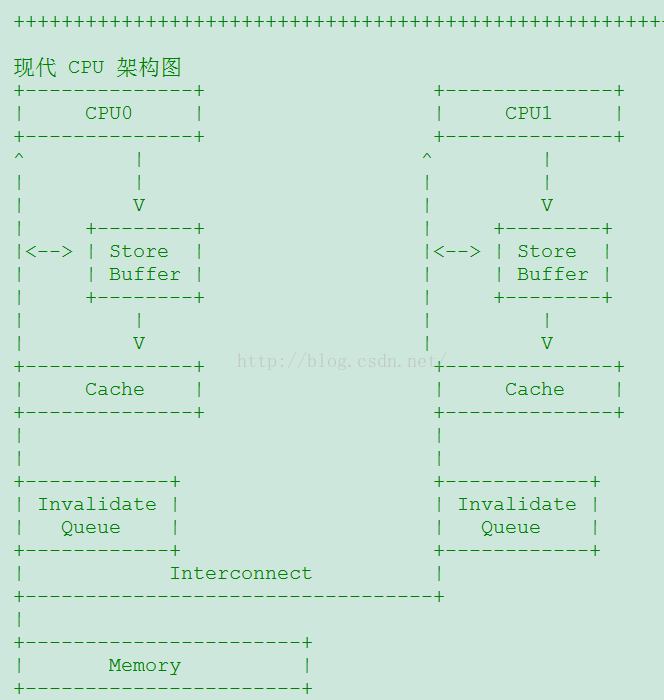 ++++++++++++++++++++++++++++++++++++++++++++++++++++++
现代 CPU 架构图
CPU0 CPU1
V V
<--> Store <--> Store
Buffer Buffer
V V
http://blog.csdn.net/
Cache Cache
Invalidate Invalidate
Queue Queue
Interconnect
Memory